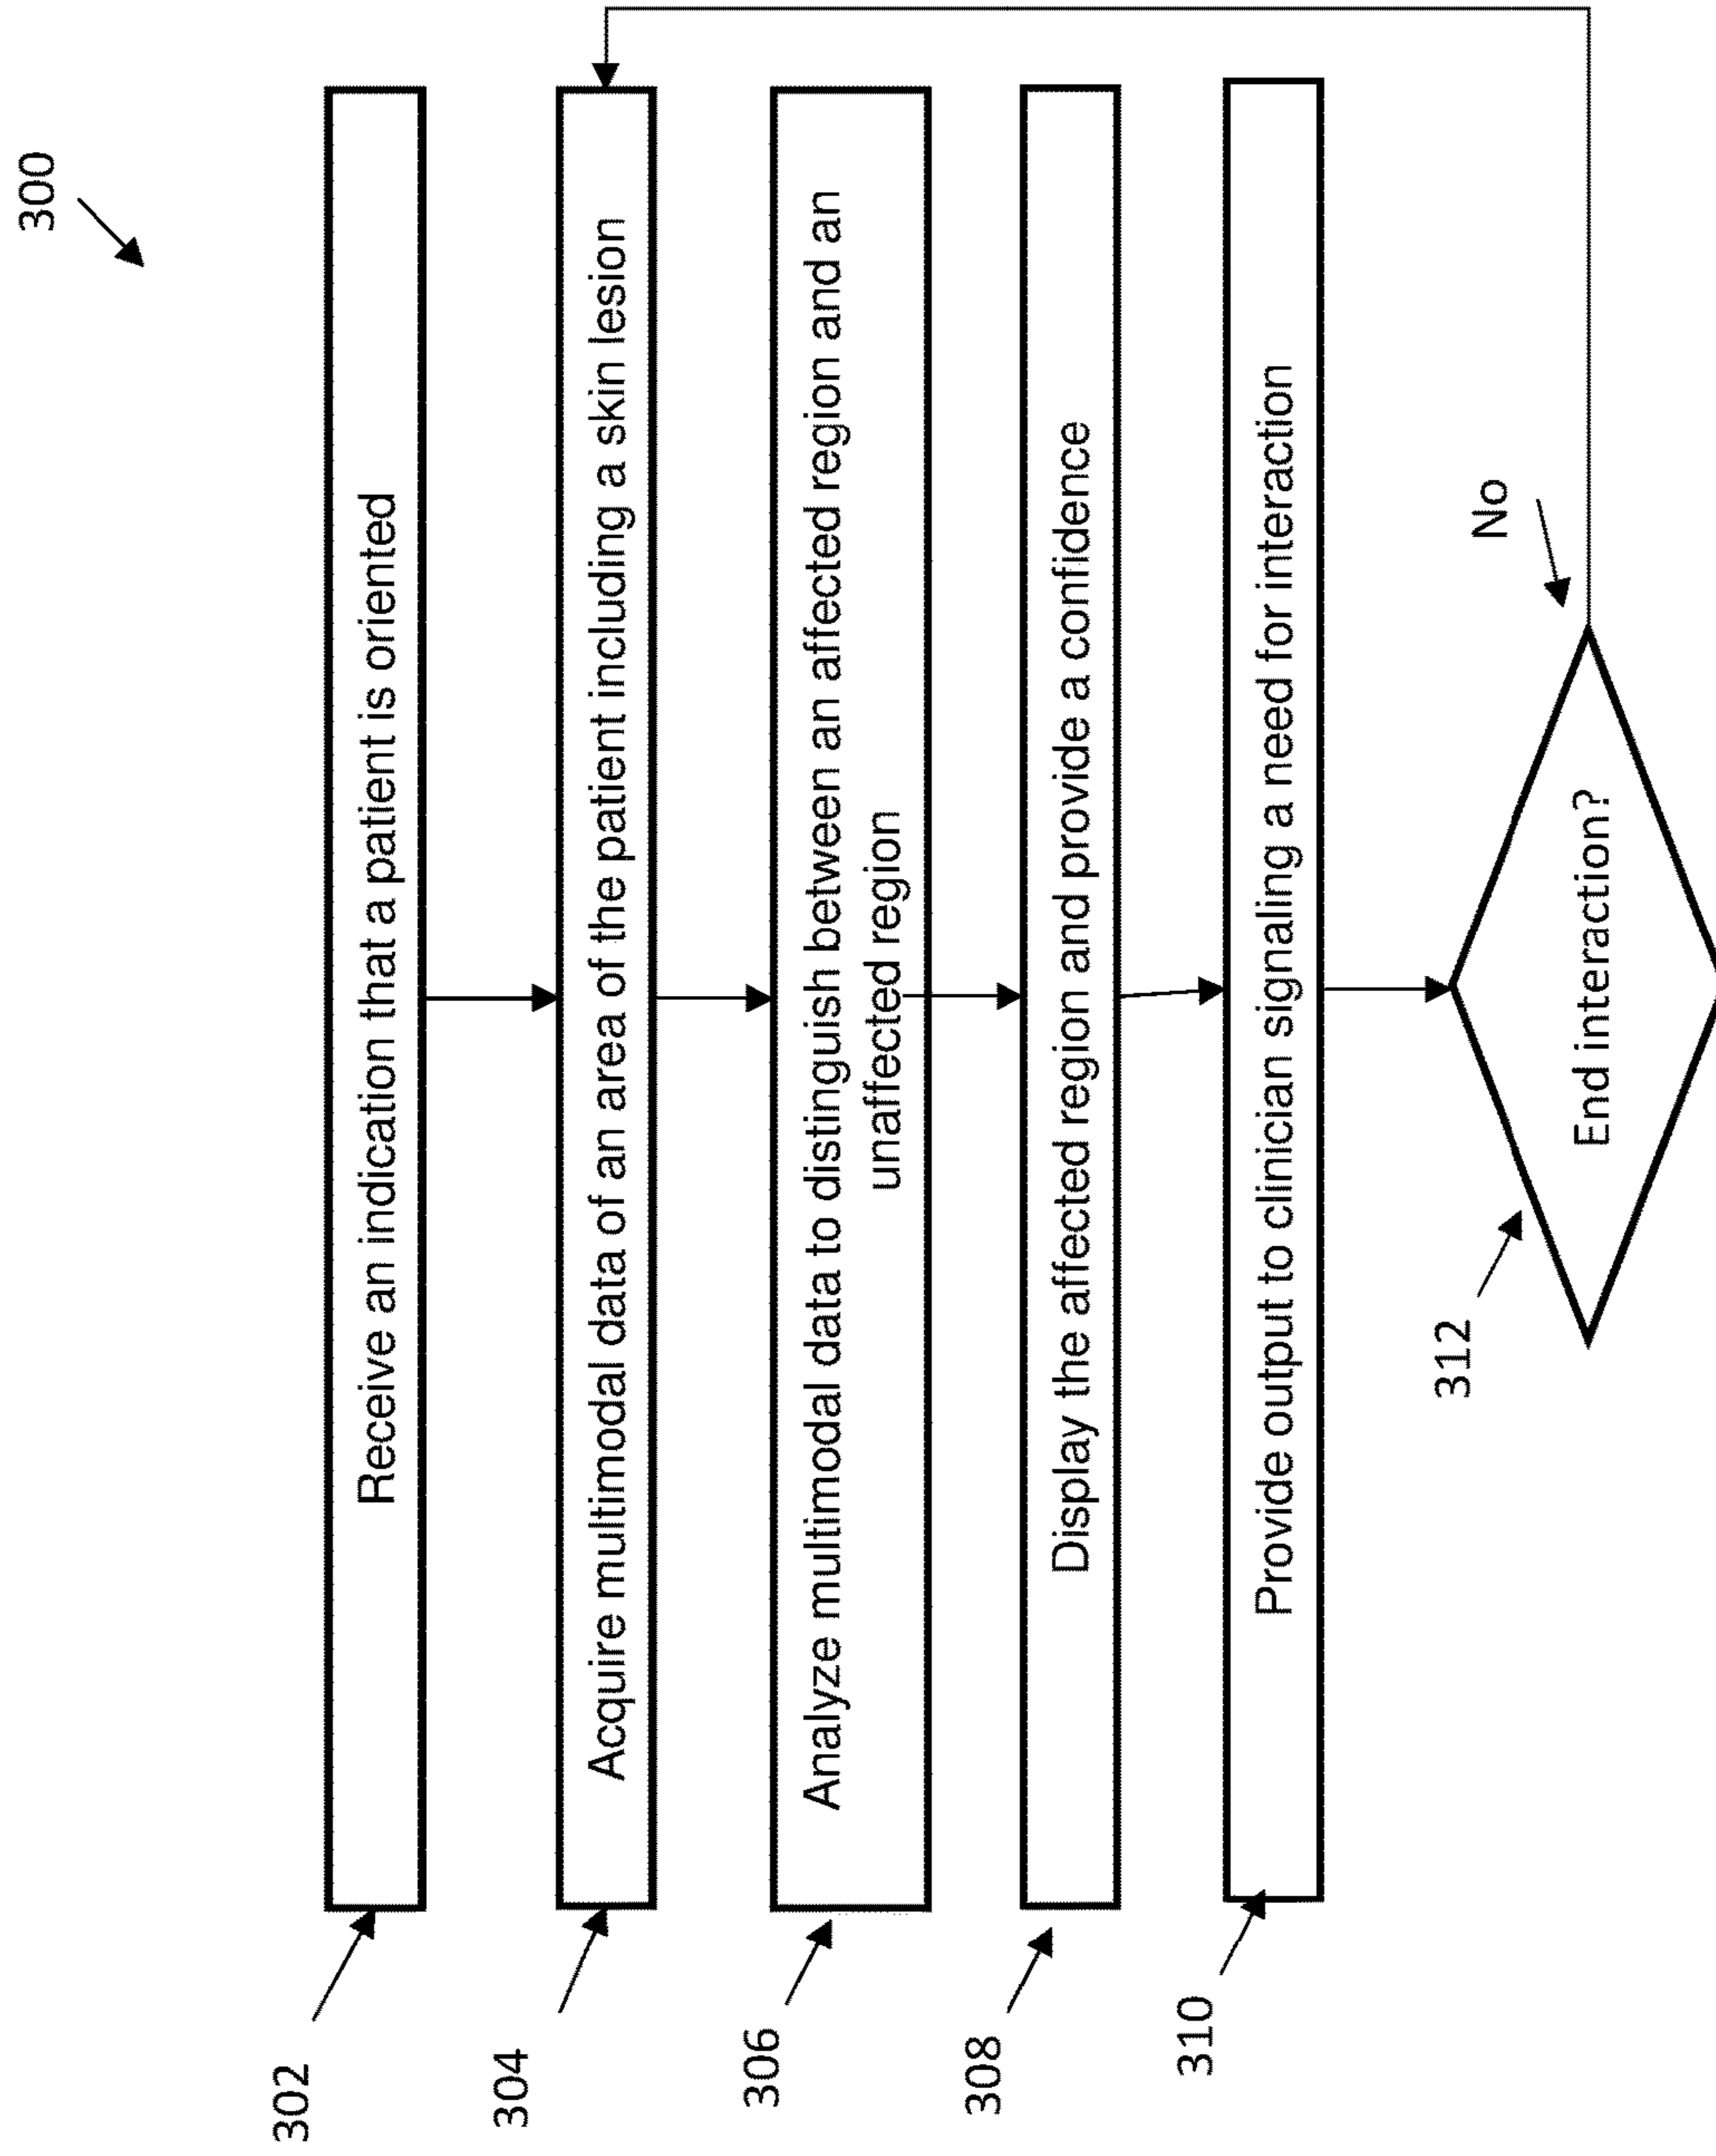 300
302
Receive an indication that a patient is oriented
304
Acquire multimodal data of an area of the patient including a skin lesion
306
Analyze multimodal data to distinguish between an affected region and an
unaffected region
308
Display the affected region and provide a confidence
310
Provide output to clinician signaling a need for interaction
312
End interaction?
No